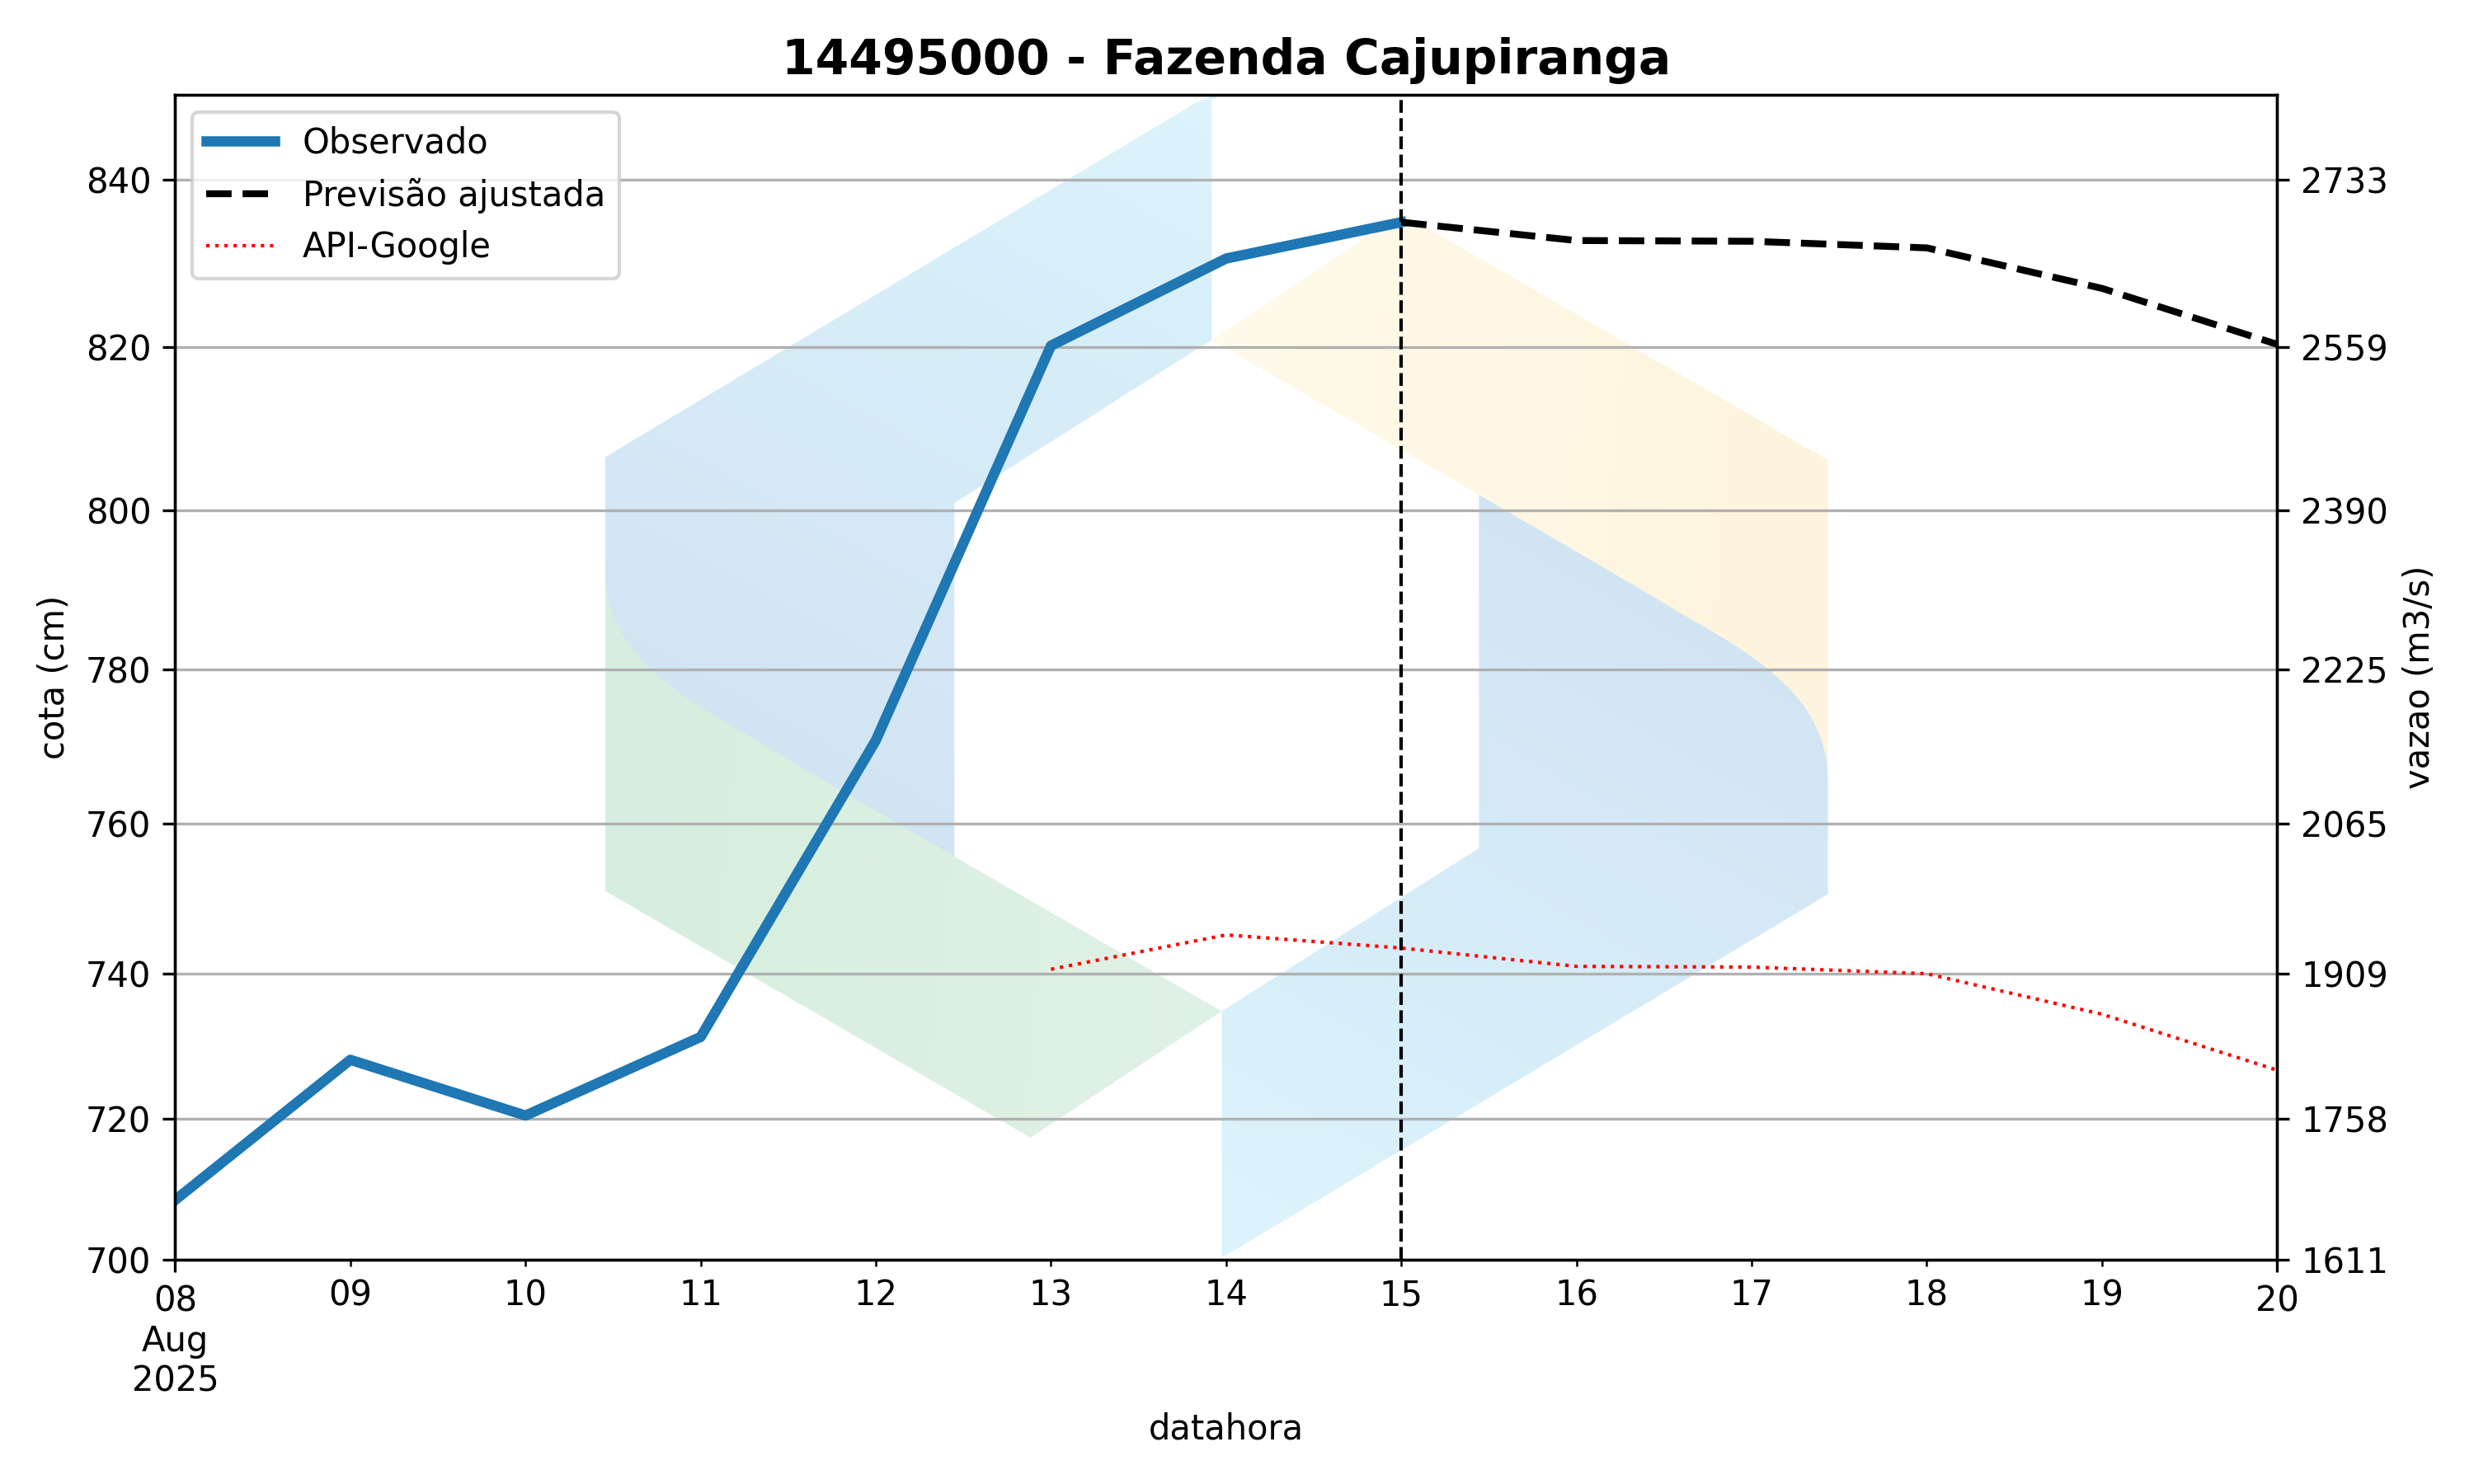 14495000 - Fazenda Cajupiranga
Observado
Previsão ajustada
API-Google
840
820
800
780
760
740
720
700
cota (cm)
2733
2559
2390
2225
2065
1909
1758
1611
vazao (m3/s)
08 09 10 11 12 13 14 15 16 17 18 19 20
Aug
2025
datahora